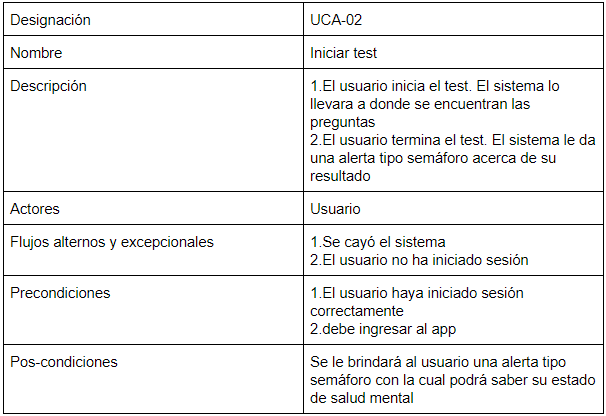 Designación
UCA-02
Nombre
Iniciar test
Descripción
1.El usuario inicia el test. El sistema lo
llevara a donde se encuentran las
preguntas
2.El usuario termina el test. El sistema le da
una alerta tipo semáforo acerca de su
resultado
Actores
Usuario
Flujos alternos y excepcionales
1.Se cayó el sistema
2.El usuario no ha iniciado sesión
Precondiciones
1.El usuario haya iniciado sesión
correctamente
2.debe ingresar al app
Pos-condiciones
Se le brindará al usuario una alerta tipo
semáforo con la cual podrá saber su estado
de salud mental